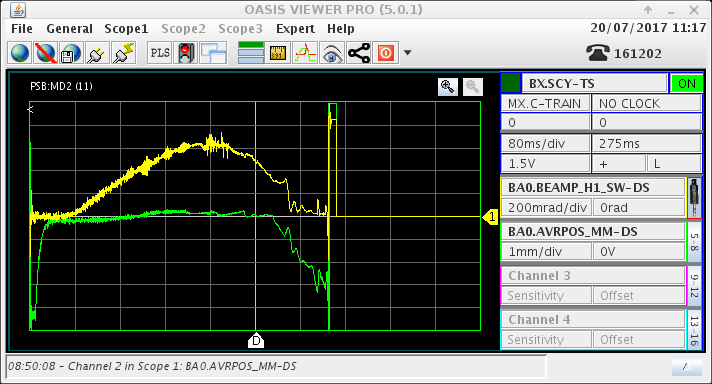 OASIS VIEWER PRO (5.0.1)
File General Scope1 Scope2 Scope3 Expert Help
20/07/2017 11:17
PLS
161202
PSB:MD2 (11)
BX.SCY-TS ON
MX.C-TRAIN NO CLOCK
0 0
80ms/div 275ms
1.5V + L
BA0.BEAMP_H1_SW-DS
200mrad/div 0rad
BA0.AVRPOS_MM-DS
1mm/div 0V
5-8
Channel 3
Sensitivity Offset
9-12
Channel 4
Sensitivity Offset
13-16
1
D
08:50:08 - Channel 2 in Scope 1: BA0.AVRPOS_MM-DS